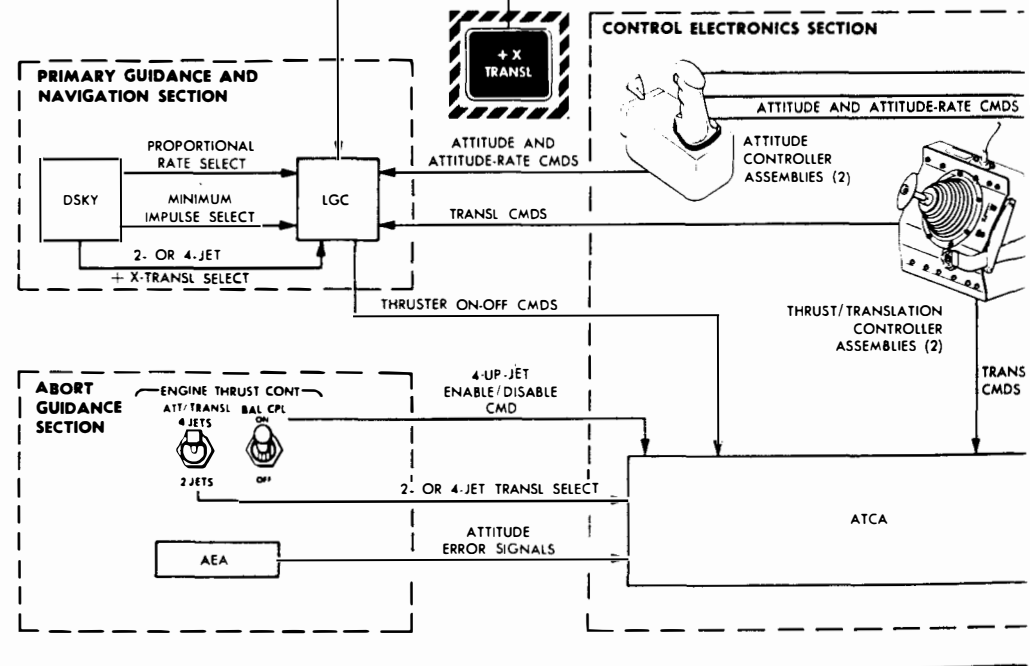 CONTROL ELECTRONICS SECTION
+ X
TRANSL
PRIMARY GUIDANCE AND
NAVIGATION SECTION
ATTITUDE AND ATTITUDE-RATE CMDS
PROPORTIONAL
RATE SELECT
ATTITUDE AND
ATTITUDE-RATE CMDS
ATTITUDE
CONTROLLER
ASSEMBLIES (2)
DSKY
MINIMUM
IMPULSE SELECT
LGC
TRANSL CMDS
2- OR 4-JET
+ X-TRANSL SELECT
THRUSTER ON-OFF CMDS
THRUST/TRANSLATION
CONTROLLER
ASSEMBLIES (2)
TRANS
CMDS
ABORT
GUIDANCE
SECTION
ENGINE THRUST CONT
ATT/TRANSL
4 JETS
2 JETS
BAL CPL
ON
OFF
4-UP-JET
ENABLE/DISABLE
CMD
2- OR 4-JET TRANSL SELECT
ATCA
ATTITUDE
ERROR SIGNALS
AEA